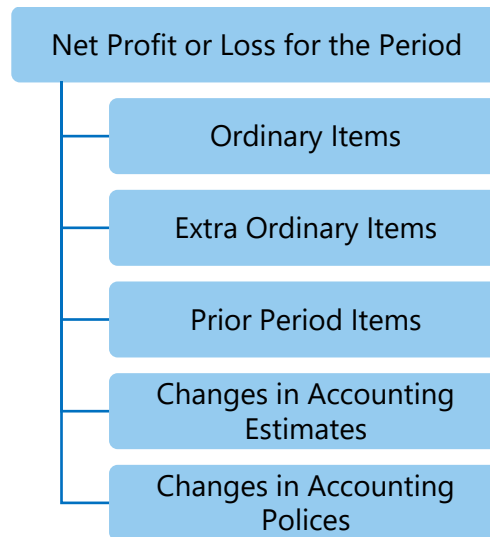 Net Profit or Loss for the Period
Ordinary Items
Extra Ordinary Items
Prior Period Items
Changes in Accounting
Estimates
Changes in Accounting
Polices